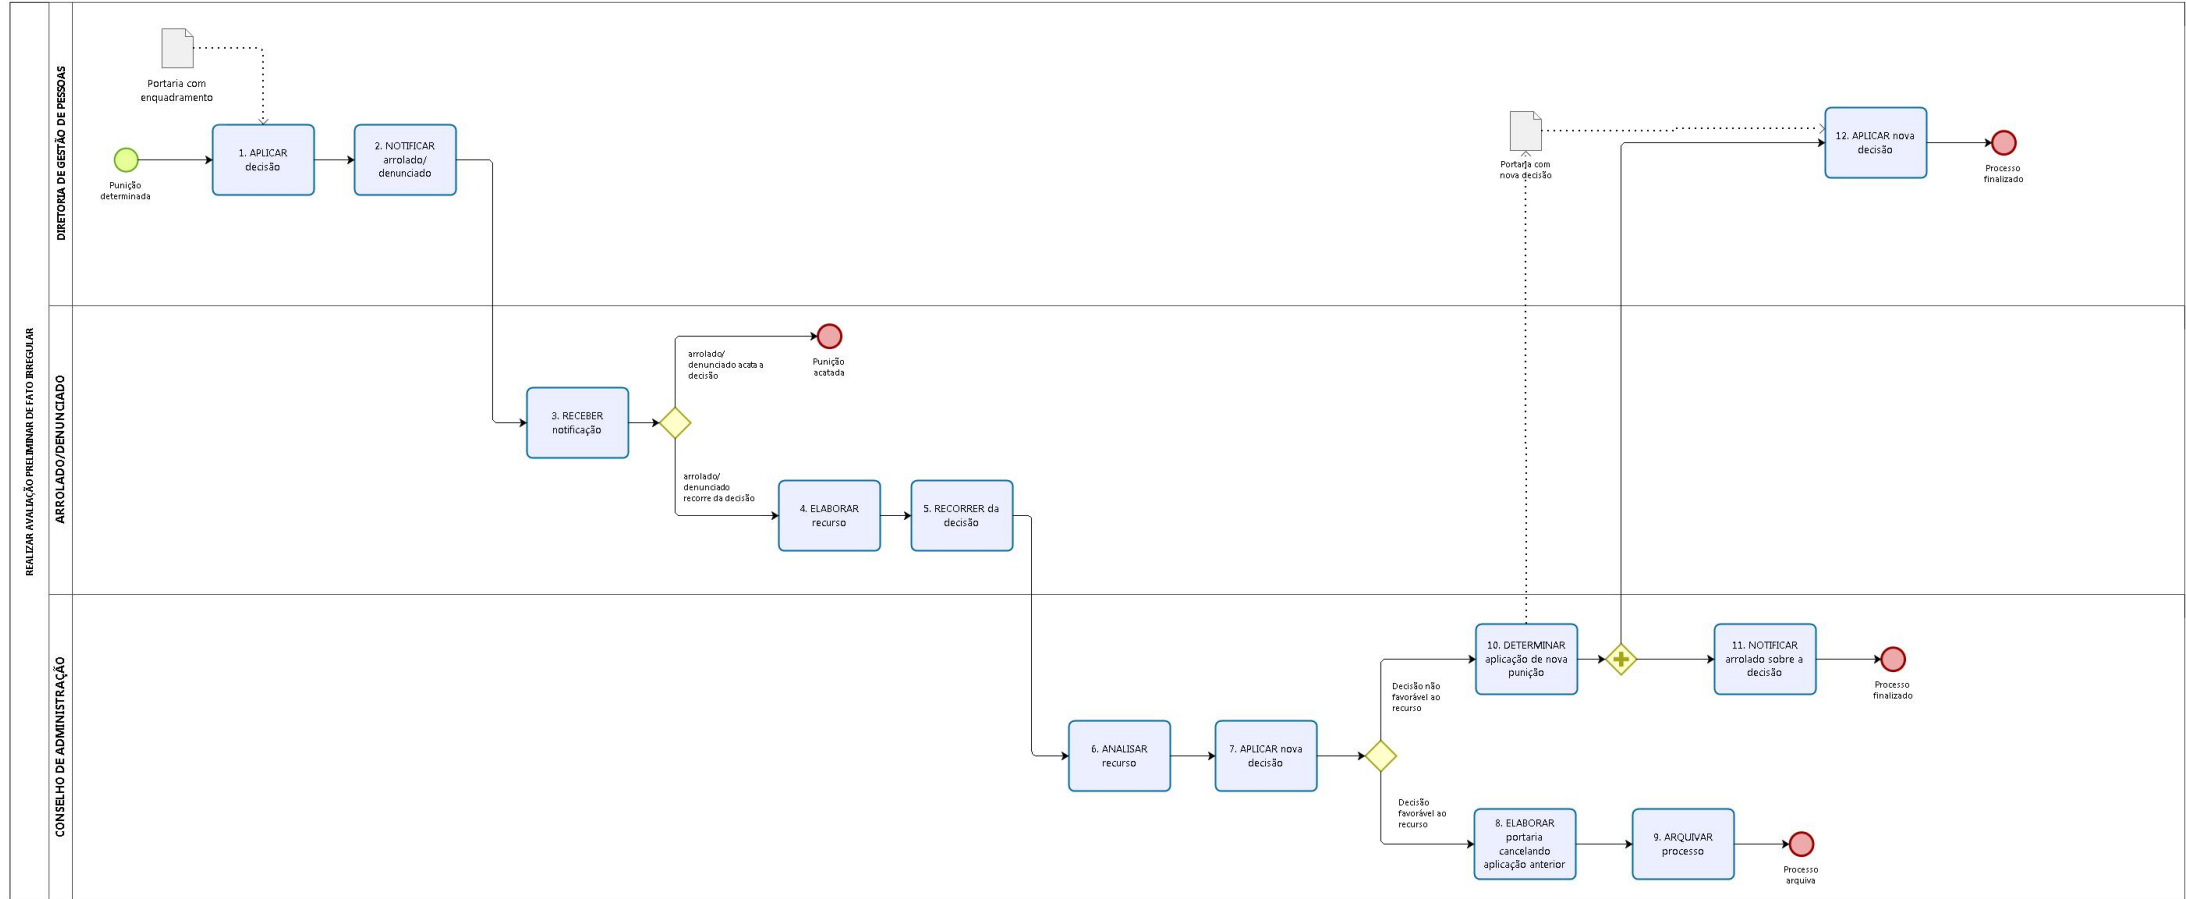 REALIZAR AVALIAÇÃO PRELIMINAR DE FATO IRREGULAR
DIRETORIA DE GESTÃO DE PESSOAS
Portaria com
enquadramento
Punição
determinada
1. APLICAR
decisão
2. NOTIFICAR
arrolado/
denunciado
Portaria com
nova decisão
12. APLICAR nova
decisão
Processo
finalizado
ARROLADO/DENUNCIADO
3. RECEBER
notificação
arrolado/
denunciado acata a
decisão
Punição
acatada
arrolado/
denunciado
recorre da decisão
4. ELABORAR
recurso
5. RECORRER da
decisão
CONSELHO DE ADMINISTRAÇÃO
6. ANALISAR
recurso
7. APLICAR nova
decisão
Decisão não
favorável ao
recurso
10. DETERMINAR
aplicação de nova
punição
11. NOTIFICAR
arrolado sobre a
decisão
Processo
finalizado
Decisão
favorável ao
recurso
8. ELABORAR
portaria
cancelando
aplicação anterior
9. ARQUIVAR
processo
Processo
arquiva